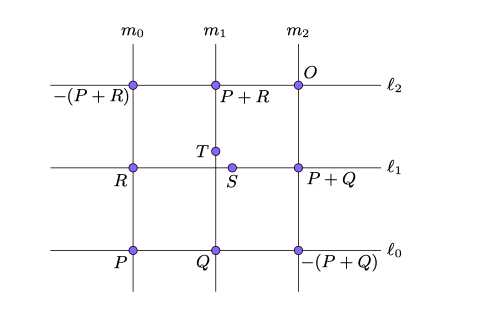 m₀ m₁ m₂
O
ℓ₂
−(P + R) P + R
T
ℓ₁
R S P + Q
ℓ₀
P Q −(P + Q)